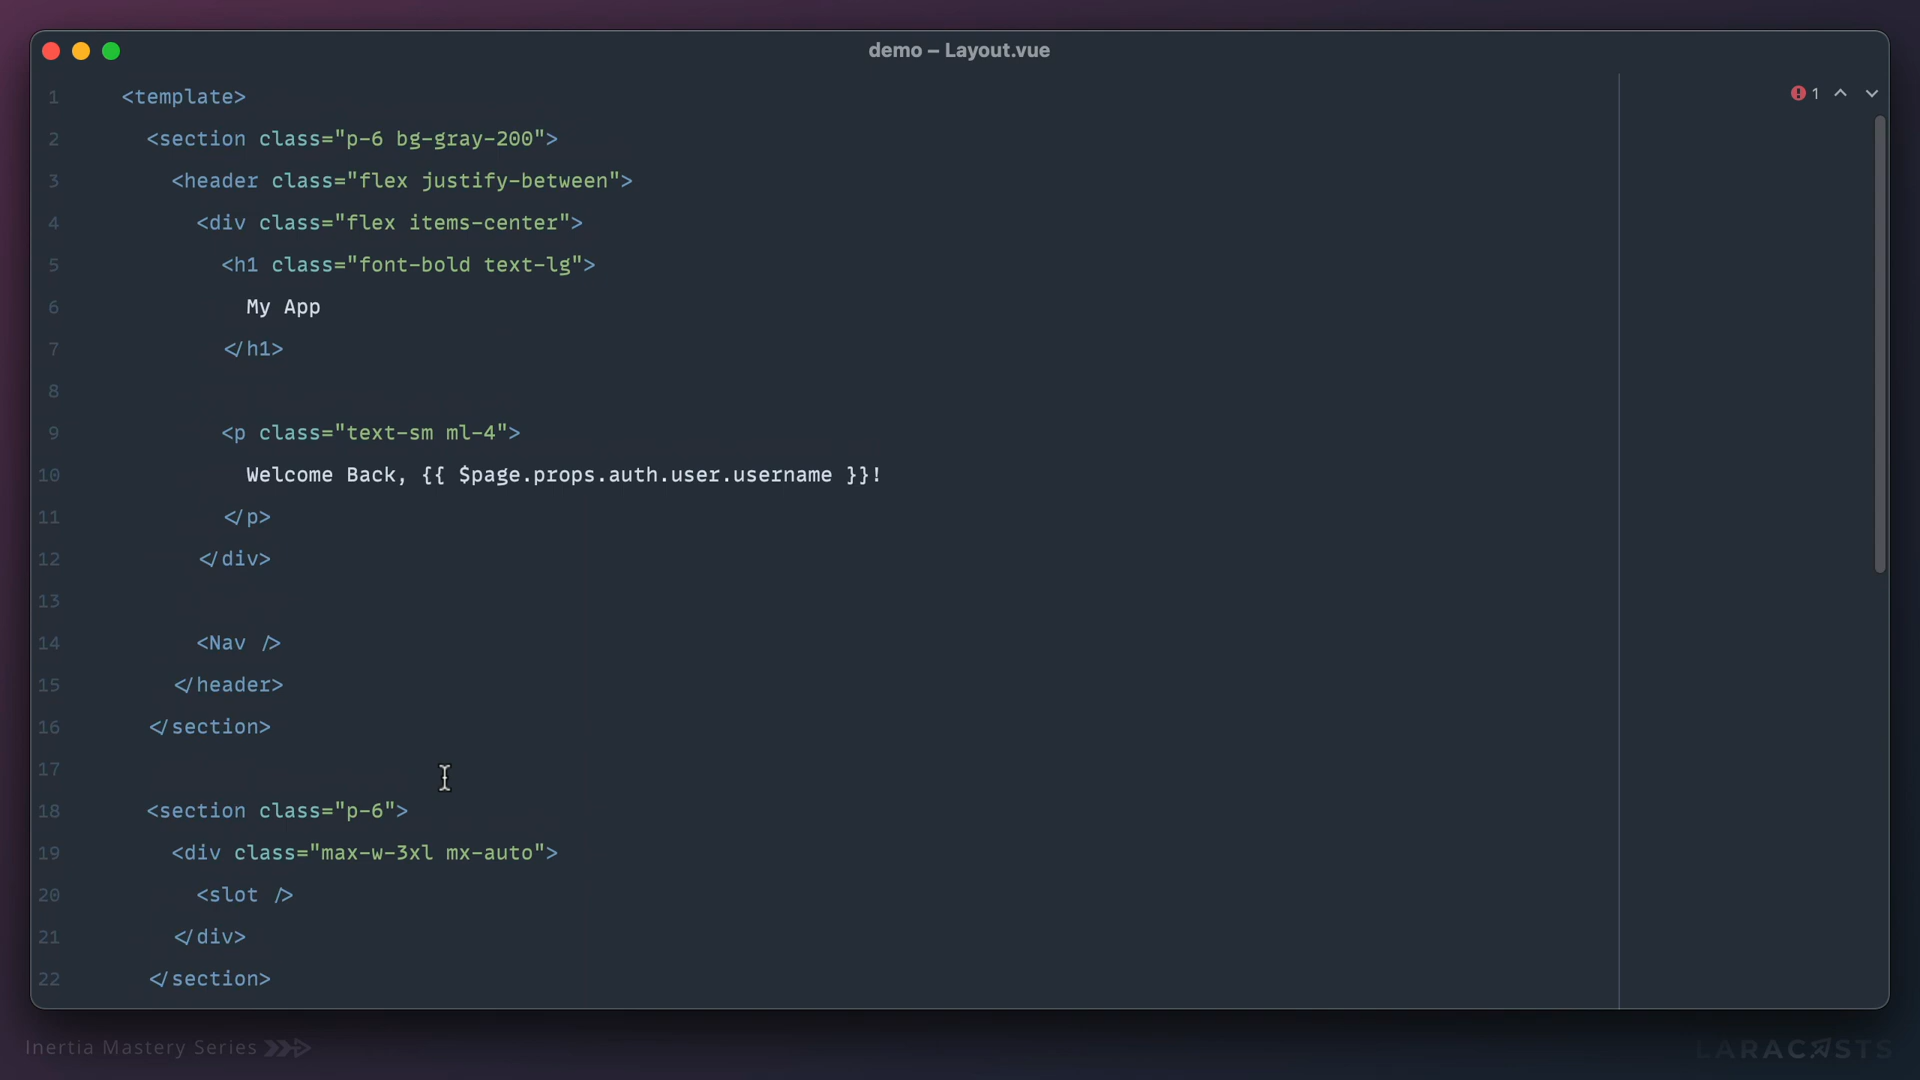 demo – Layout.vue
1
1 <template>
2 <section class="p-6 bg-gray-200">
3 <header class="flex justify-between">
4 <div class="flex items-center">
5 <h1 class="font-bold text-lg">
6 My App
7 </h1>
8
9 <p class="text-sm ml-4">
10 Welcome Back, {{ $page.props.auth.user.username }}!
11 </p>
12 </div>
13
14 <Nav />
15 </header>
16 </section>
17
18 <section class="p-6">
19 <div class="max-w-3xl mx-auto">
20 <slot />
21 </div>
22 </section>
Inertia Mastery Series
LARACASTS